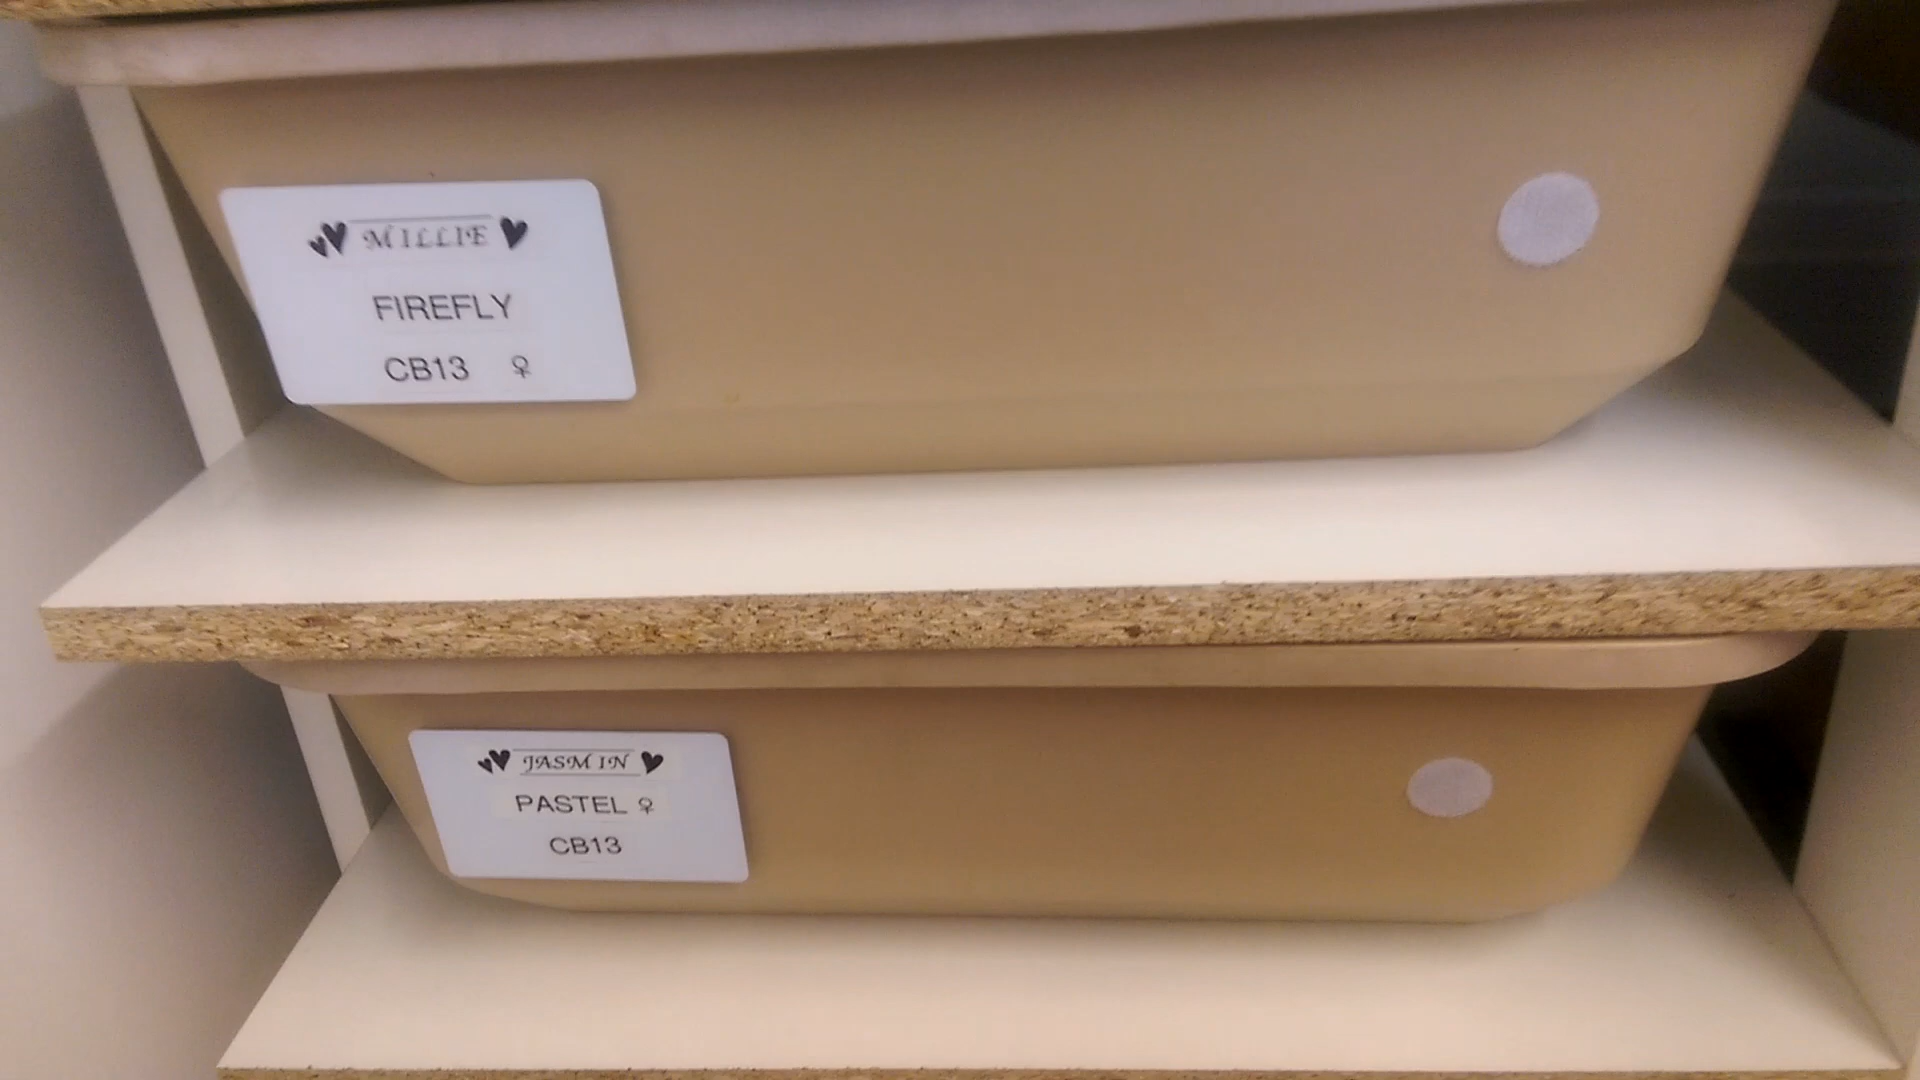 MILLIE
FIREFLY
CB13 ♀
JASMIN
PASTEL ♀
CB13